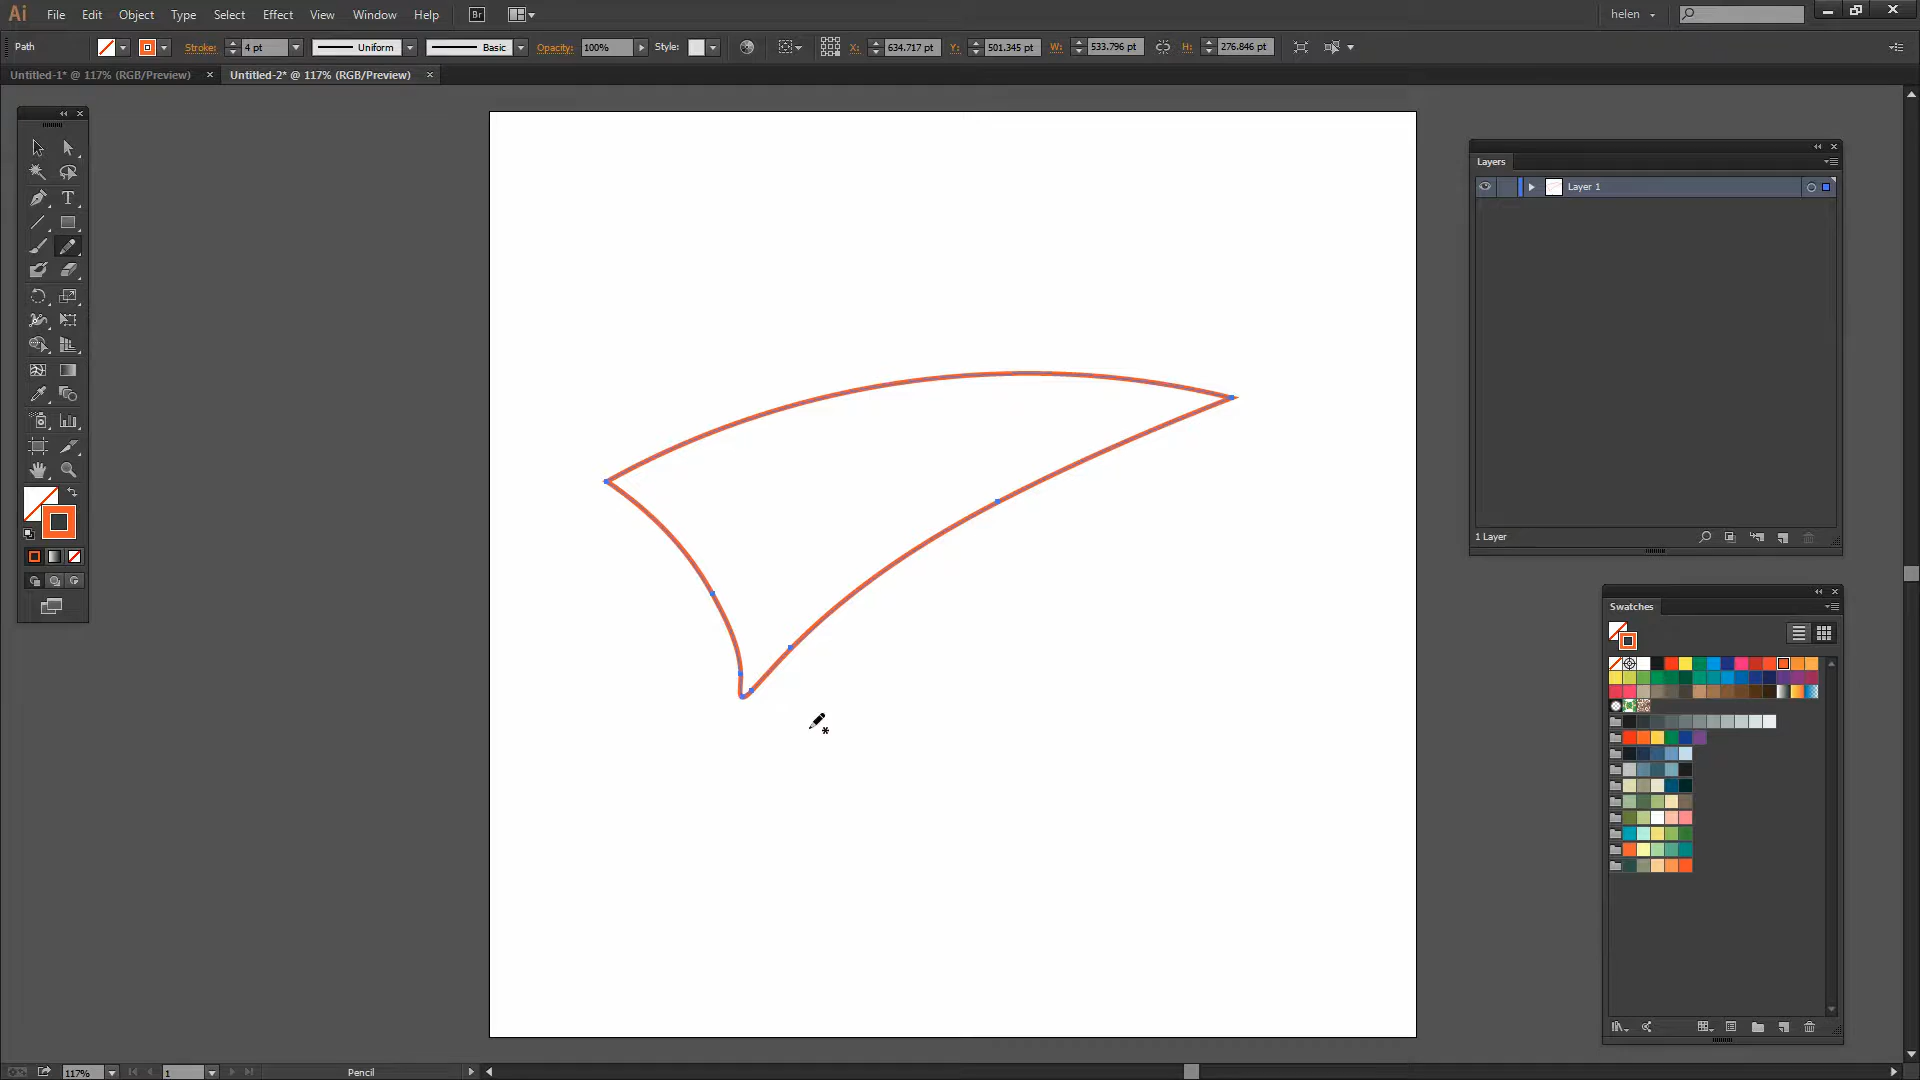 Ai File Edit Object Type Select Effect View Window Help Br helen
Path Stroke: 4 pt Uniform Basic Opacity: 100% Style: X: 634.717 pt Y: 501.345 pt W: 533.796 pt H: 276.846 pt
Untitled-1* @ 117% (RGB/Preview) × Untitled-2* @ 117% (RGB/Preview) ×
Layers
Layer 1
1 Layer
Swatches
117% 1 Pencil